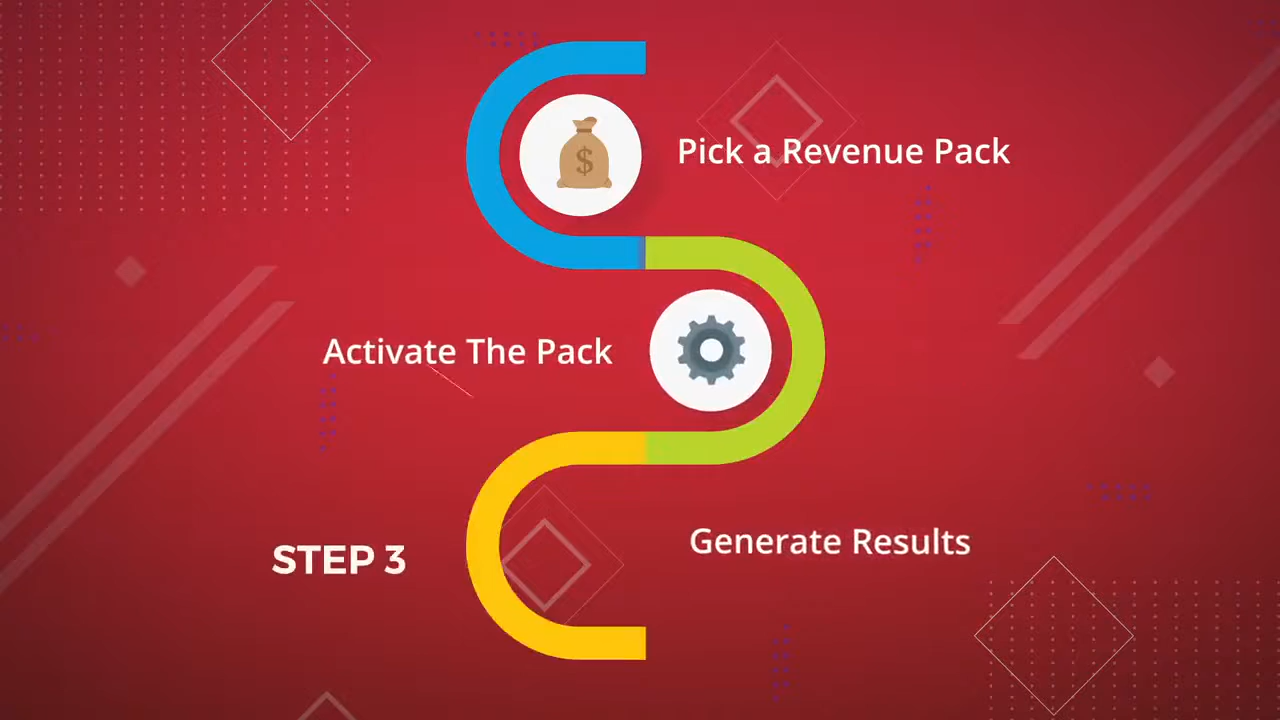 Pick a Revenue Pack
$
Activate The Pack
Generate Results
STEP 3